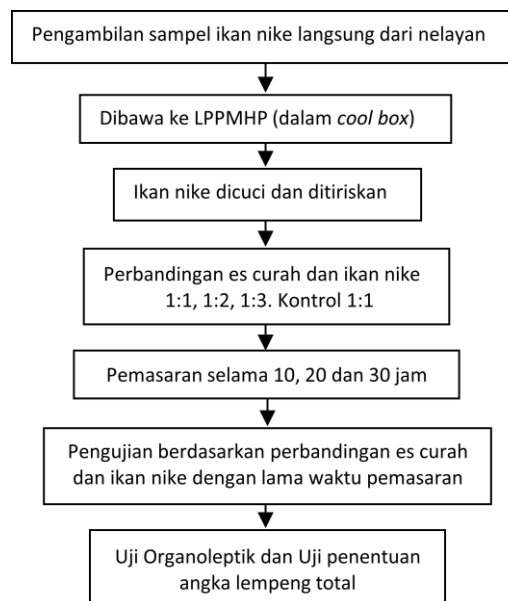 Pengambilan sampel ikan nike langsung dari nelayan
Dibawa ke LPPMHP (dalam cool box)
Ikan nike dicuci dan ditiriskan
Perbandingan es curah dan ikan nike
1:1, 1:2, 1:3. Kontrol 1:1
Pemasaran selama 10, 20 dan 30 jam
Pengujian berdasarkan perbandingan es curah
dan ikan nike dengan lama waktu pemasaran
Uji Organoleptik dan Uji penentuan
angka lempeng total